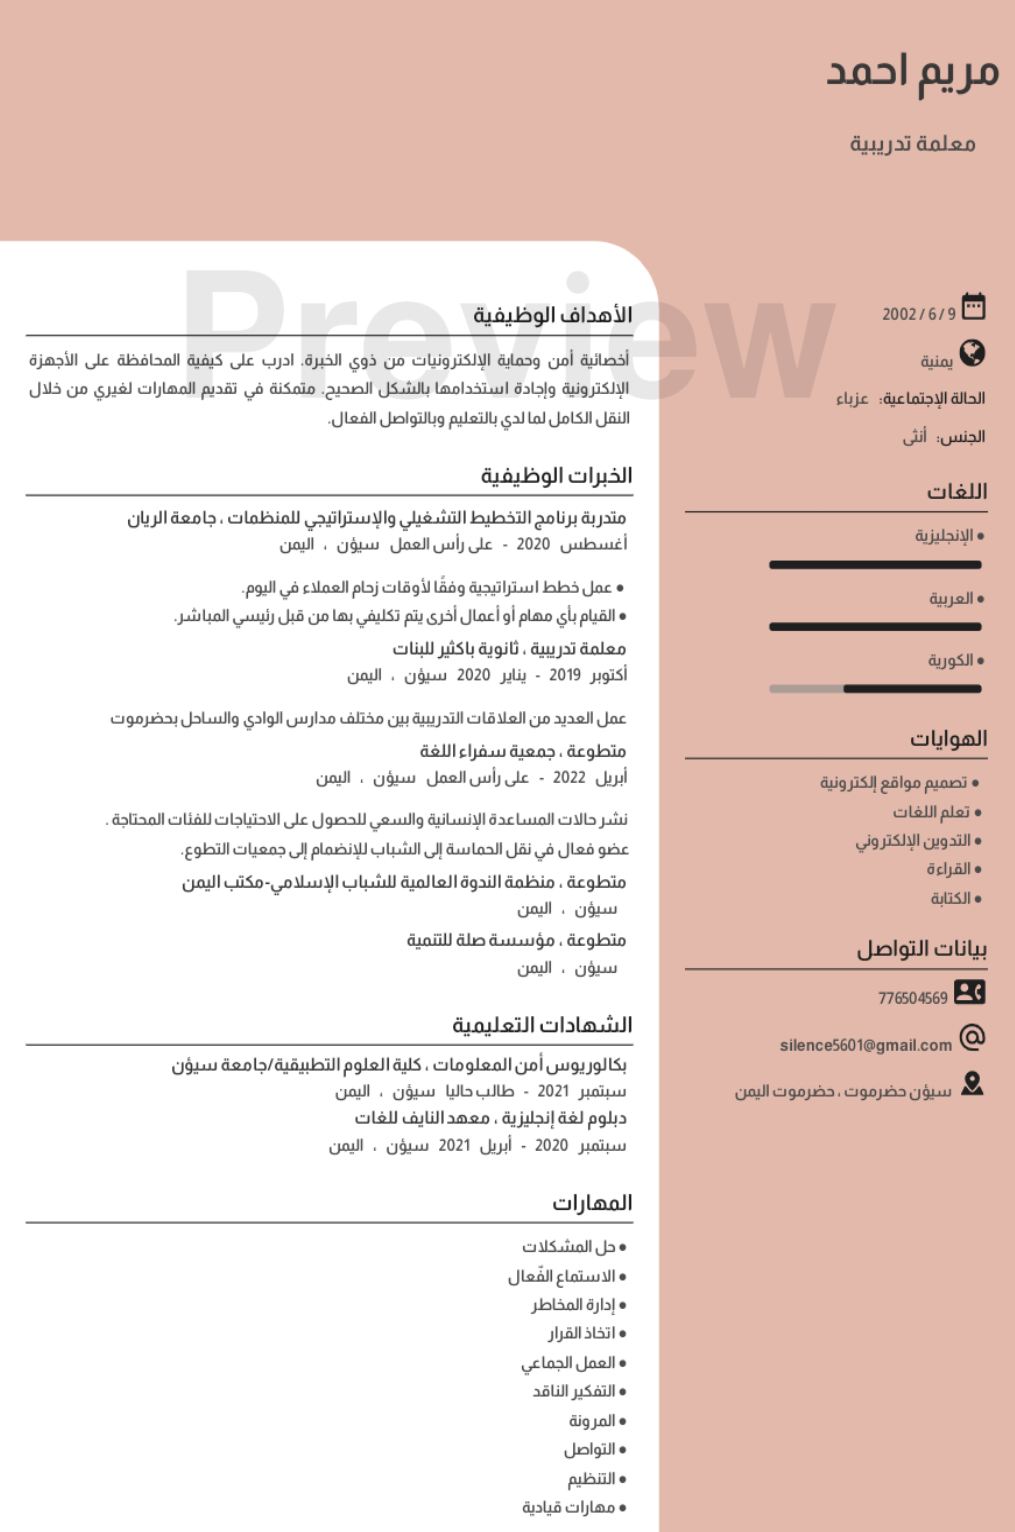 مريم احمد
معلمة تدريبية
Preview
9 / 6 / 2002
يمنية
الحالة الإجتماعية: عزباء
الجنس: أنثى
اللغات
● الإنجليزية
● العربية
● الكورية
الهوايات
● تصميم مواقع إلكترونية
● تعلم اللغات
● التدوين الإلكتروني
● القراءة
● الكتابة
بيانات التواصل
776504569
silence5601@gmail.com
سيؤن حضرموت ، حضرموت اليمن
الأهداف الوظيفية
أخصائية أمن وحماية الإلكترونيات من ذوي الخبرة. ادرب على كيفية المحافظة على الأجهزة
الإلكترونية وإجادة استخدامها بالشكل الصحيح. متمكنة في تقديم المهارات لغيري من خلال
النقل الكامل لما لدي بالتعليم وبالتواصل الفعال.
الخبرات الوظيفية
متدربة برنامج التخطيط التشغيلي والإستراتيجي للمنظمات ، جامعة الريان
أغسطس 2020 - على رأس العمل سيؤن ، اليمن
● عمل خطط استراتيجية وفقًا لأوقات زحام العملاء في اليوم.
● القيام بأي مهام أو أعمال أخرى يتم تكليفي بها من قبل رئيسي المباشر.
معلمة تدريبية ، ثانوية باكثير للبنات
أكتوبر 2019 - يناير 2020 سيؤن ، اليمن
عمل العديد من العلاقات التدريبية بين مختلف مدارس الوادي والساحل بحضرموت
متطوعة ، جمعية سفراء اللغة
أبريل 2022 - على رأس العمل سيؤن ، اليمن
نشر حالات المساعدة الإنسانية والسعي للحصول على الاحتياجات للفئات المحتاجة .
عضو فعال في نقل الحماسة إلى الشباب للإنضمام إلى جمعيات التطوع.
متطوعة ، منظمة الندوة العالمية للشباب الإسلامي-مكتب اليمن
سيؤن ، اليمن
متطوعة ، مؤسسة صلة للتنمية
سيؤن ، اليمن
الشهادات التعليمية
بكالوريوس أمن المعلومات ، كلية العلوم التطبيقية/جامعة سيؤن
سبتمبر 2021 - طالب حاليا سيؤن ، اليمن
دبلوم لغة إنجليزية ، معهد النايف للغات
سبتمبر 2020 - أبريل 2021 سيؤن ، اليمن
المهارات
● حل المشكلات
● الاستماع الفّعال
● إدارة المخاطر
● اتخاذ القرار
● العمل الجماعي
● التفكير الناقد
● المرونة
● التواصل
● التنظيم
● مهارات قيادية